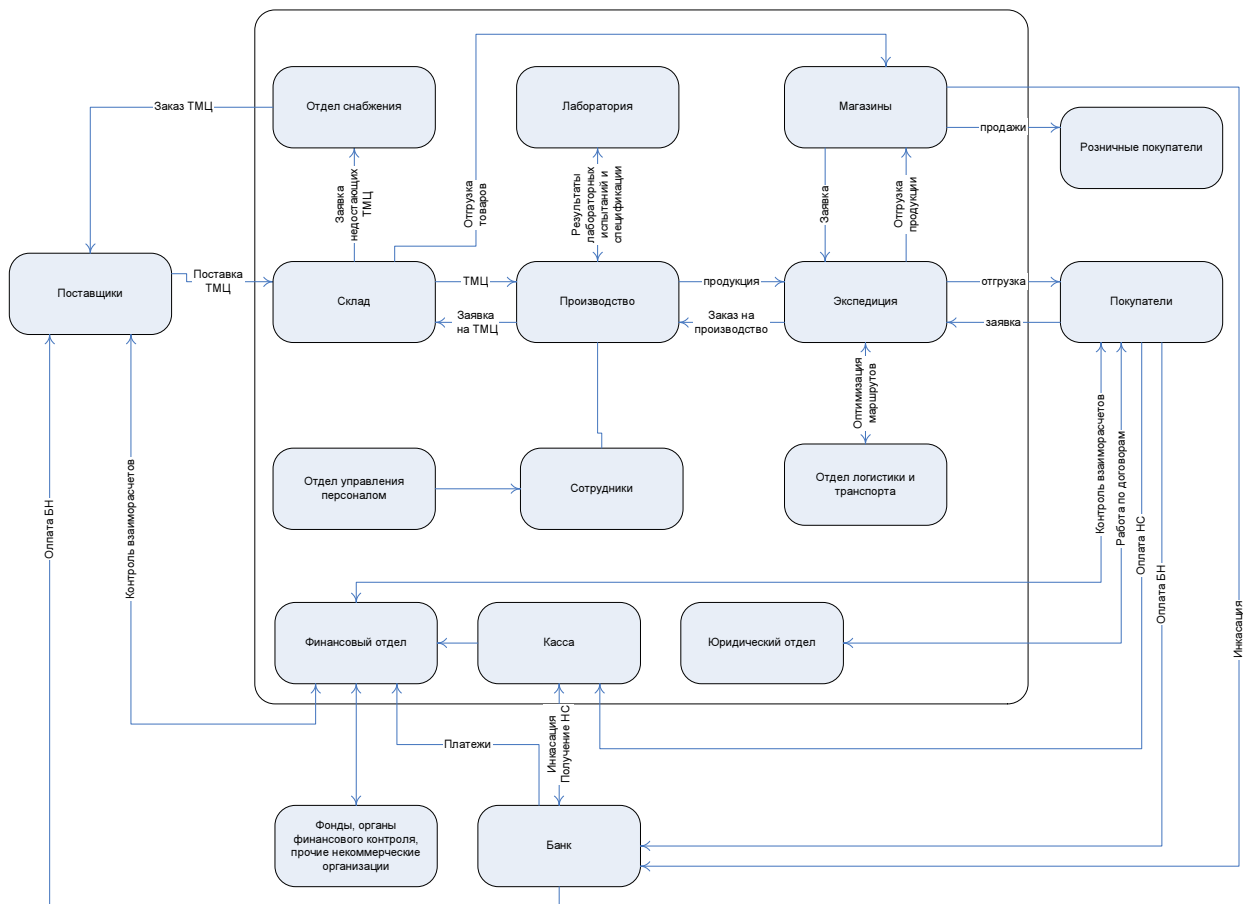 Заказ ТМЦ
Отдел снабжения
Лаборатория
Магазины
продажи
Розничные покупатели
Заявка
недостающих
ТМЦ
Отгрузка
товаров
Результаты
лабораторных
испытаний и
спецификации
Заявка
Отгрузка
продукции
Поставщики
Поставка
ТМЦ
Склад
ТМЦ
Заявка
на ТМЦ
Производство
продукция
Заказ на
производство
Экспедиция
отгрузка
заявка
Покупатели
Оптимизация
маршрутов
Отдел управления
персоналом
Сотрудники
Отдел логистики и
транспорта
Олпата БН
Контроль взаиморасчетов
Контроль взаиморасчетов
Работа по договорам
Оплата НС
Оплата БН
Инкасация
Финансовый отдел
Касса
Юридический отдел
Платежи
Инкасация
Получение НС
Фонды, органы
финансового контроля,
прочие некоммерческие
организации
Банк